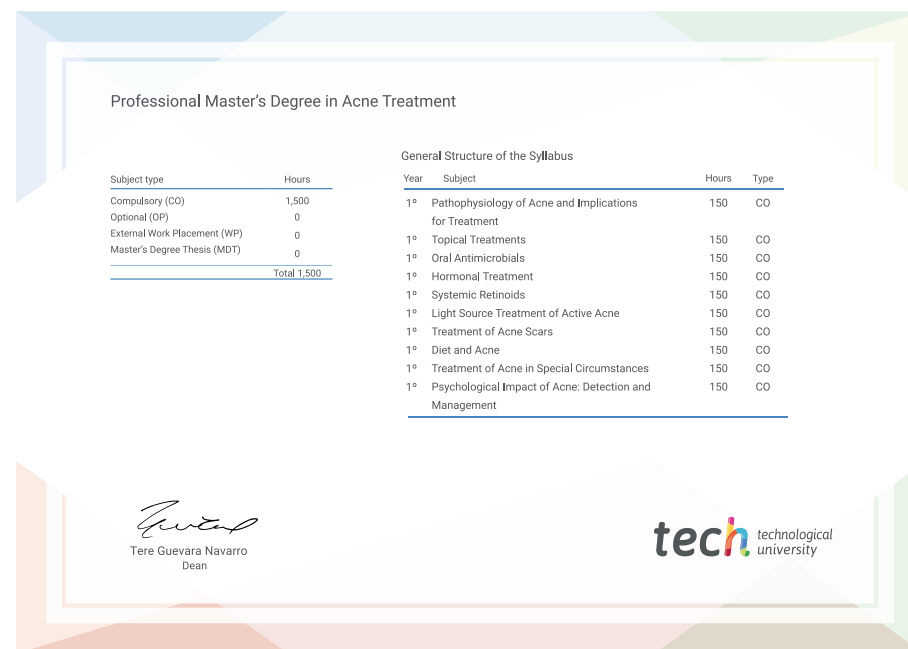 Professional Master's Degree in Acne Treatment
General Structure of the Syllabus
Subject type Hours
Compulsory (CO) 1,500
Optional (OP) 0
External Work Placement (WP) 0
Master's Degree Thesis (MDT) 0
Total 1,500
Year Subject Hours Type
1º Pathophysiology of Acne and Implications 150 CO
for Treatment
1º Topical Treatments 150 CO
1º Oral Antimicrobials 150 CO
1º Hormonal Treatment 150 CO
1º Systemic Retinoids 150 CO
1º Light Source Treatment of Active Acne 150 CO
1º Treatment of Acne Scars 150 CO
1º Diet and Acne 150 CO
1º Treatment of Acne in Special Circumstances 150 CO
1º Psychological Impact of Acne: Detection and 150 CO
Management
Tere Guevara Navarro
Dean
tech technological
university